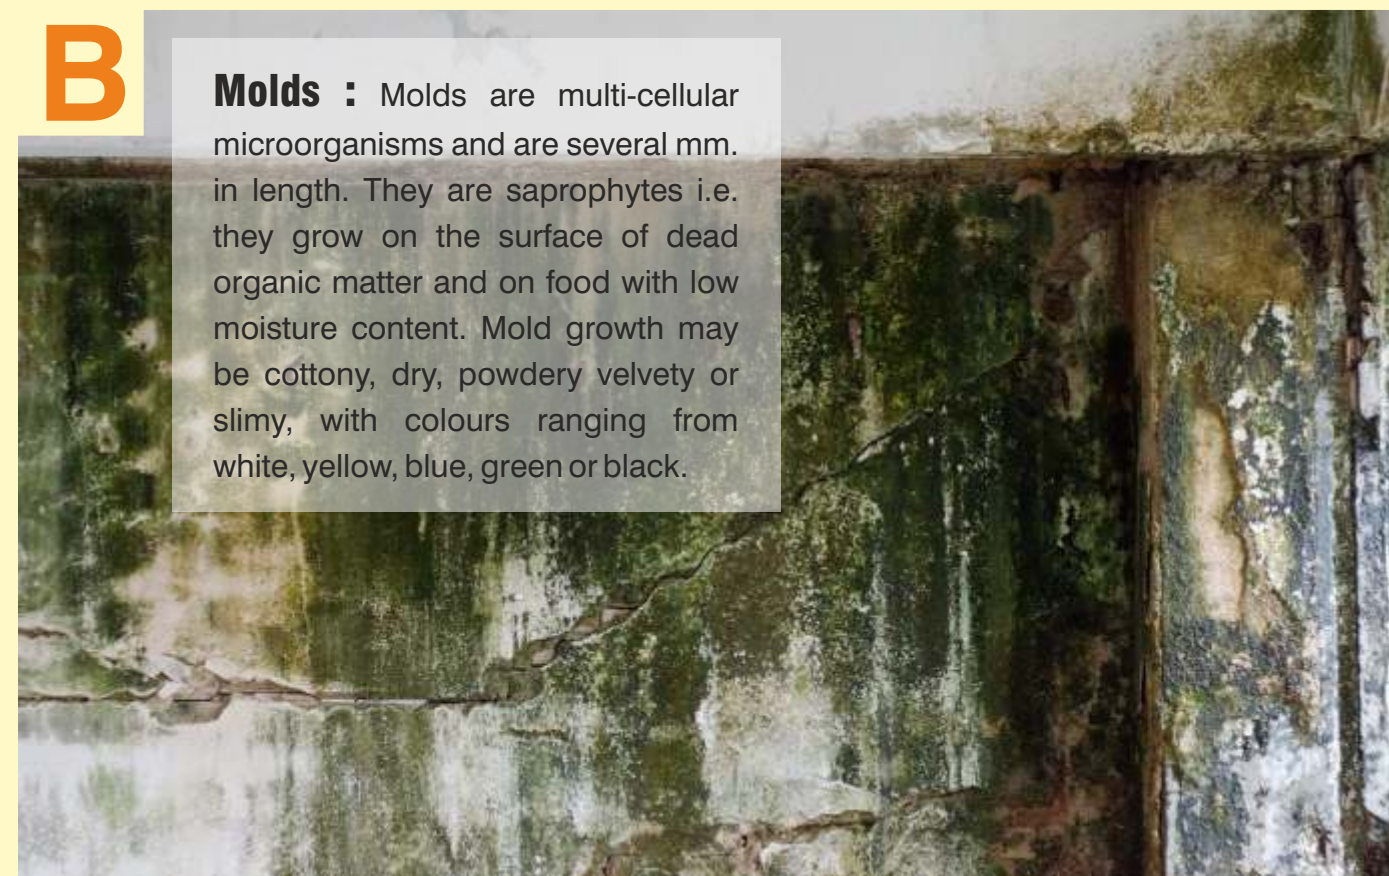 B
Molds : Molds are multi-cellular
microorganisms and are several mm.
in length. They are saprophytes i.e.
they grow on the surface of dead
organic matter and on food with low
moisture content. Mold growth may
be cottony, dry, powdery velvety or
slimy, with colours ranging from
white, yellow, blue, green or black.